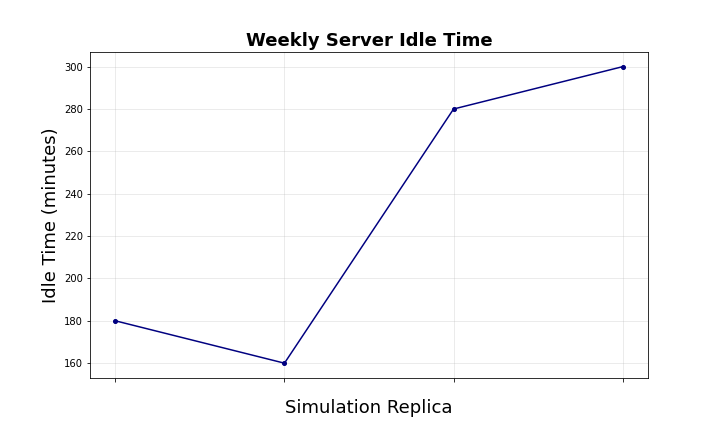 Weekly Server Idle Time
Idle Time (minutes)
300
280
260
240
220
200
180
160
Simulation Replica